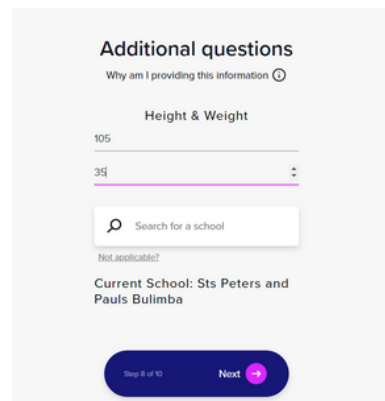 Additional questions
Why am I providing this information
Height & Weight
105
35
Search for a school
Not applicable?
Current School: Sts Peters and
Pauls Bulimba
Step 8 of 10
Next